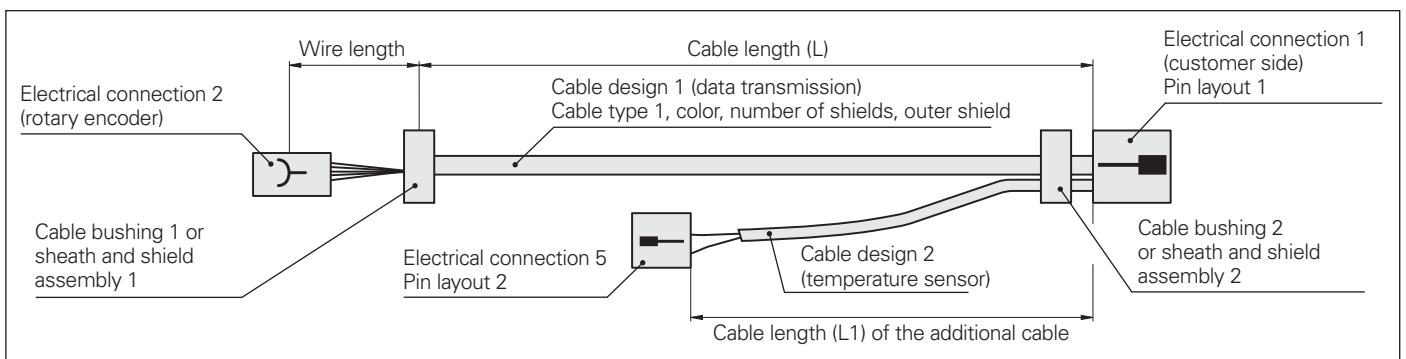 Wire length
Cable length (L)
Electrical connection 1
(customer side)
Pin layout 1
Electrical connection 2
(rotary encoder)
Cable design 1 (data transmission)
Cable type 1, color, number of shields, outer shield
Cable bushing 1 or
sheath and shield
assembly 1
Electrical connection 5
Pin layout 2
Cable design 2
(temperature sensor)
Cable bushing 2
or sheath and shield
assembly 2
Cable length (L1) of the additional cable